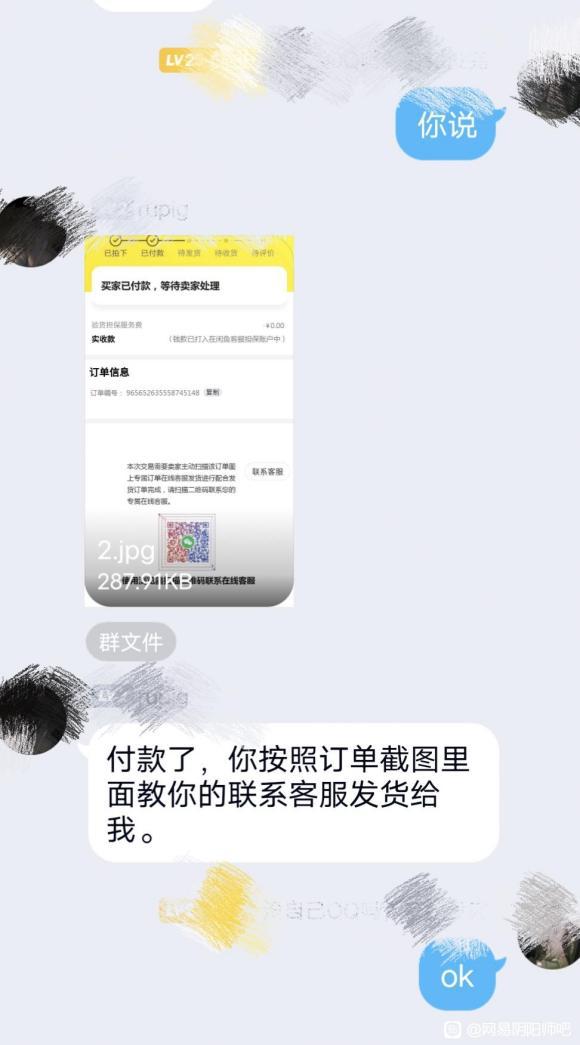 LV2
你说
rupig
已拍下 已付款 待发货 待收货 待评价
买家已付款，等待卖家处理
验货担保服务费 -¥0.00
实收款 （钱款已打入在闲鱼客服担保账户中）
订单信息
订单编号： 965652635558745148 复制
本次交易需要卖家主动扫描该订单图
上专属订单在线客服发货进行配合发
货订单完成，请扫描二维码联系您的
专属在线客服。
联系客服
2.jpg
287.91KB
维码联系在线客服
群文件
LV
rupig
付款了，你按照订单截图里
面教你的联系客服发货给
我。
ok
@网易阴阳师吧